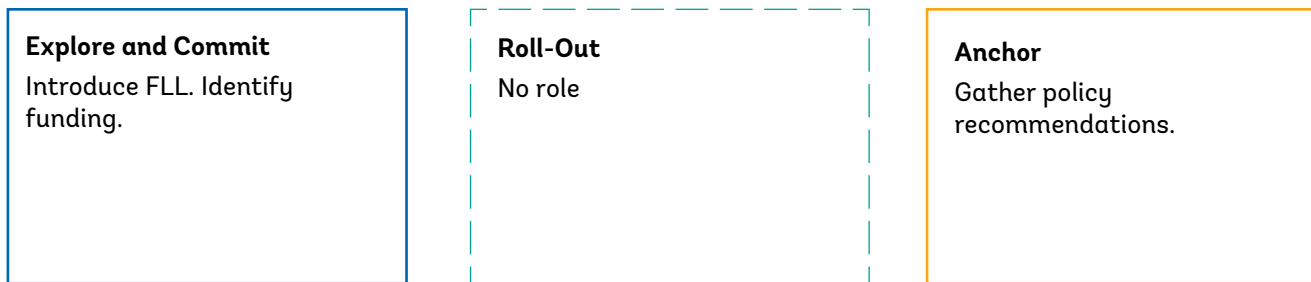 Explore and Commit
Introduce FLL. Identify
funding.
Roll-Out
No role
Anchor
Gather policy
recommendations.